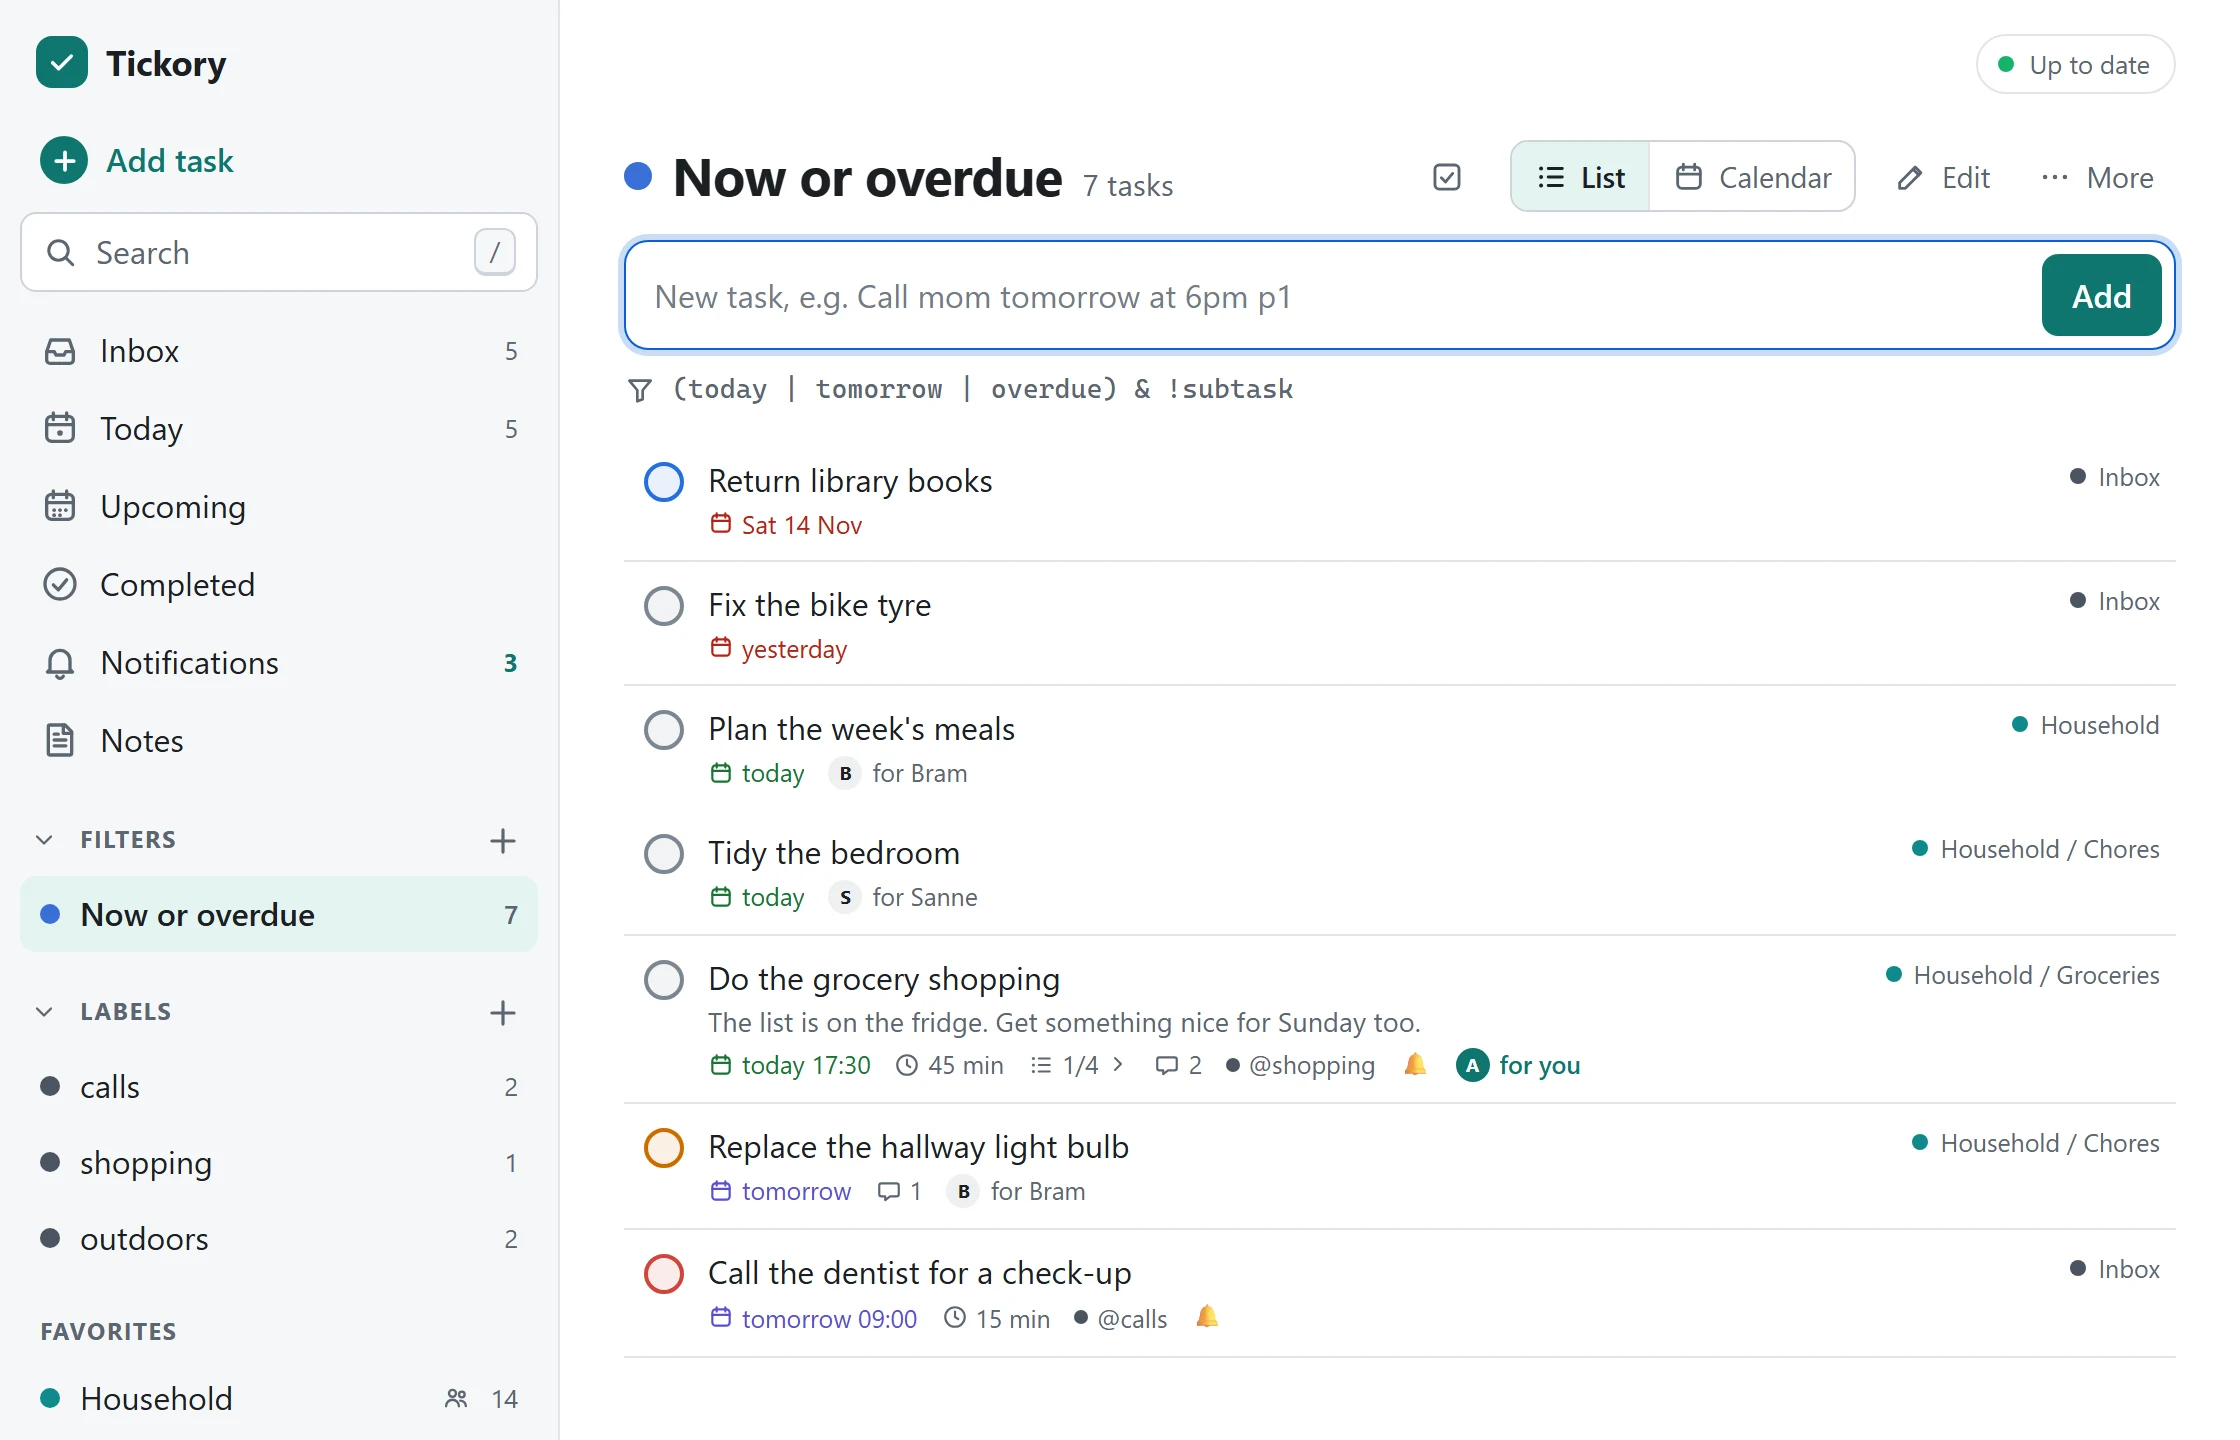 Tickory
Add task
Search /
Inbox 5
Today 5
Upcoming
Completed
Notifications 3
Notes
FILTERS
Now or overdue 7
LABELS
calls 2
shopping 1
outdoors 2
FAVORITES
Household 14
Up to date
Now or overdue 7 tasks
List Calendar Edit More
New task, e.g. Call mom tomorrow at 6pm p1 Add
(today | tomorrow | overdue) & !subtask
Return library books Inbox
Sat 14 Nov
Fix the bike tyre Inbox
yesterday
Plan the week's meals Household
today B for Bram
Tidy the bedroom Household / Chores
today S for Sanne
Do the grocery shopping Household / Groceries
The list is on the fridge. Get something nice for Sunday too.
today 17:30 45 min 1/4 2 @shopping A for you
Replace the hallway light bulb Household / Chores
tomorrow 1 B for Bram
Call the dentist for a check-up Inbox
tomorrow 09:00 15 min @calls